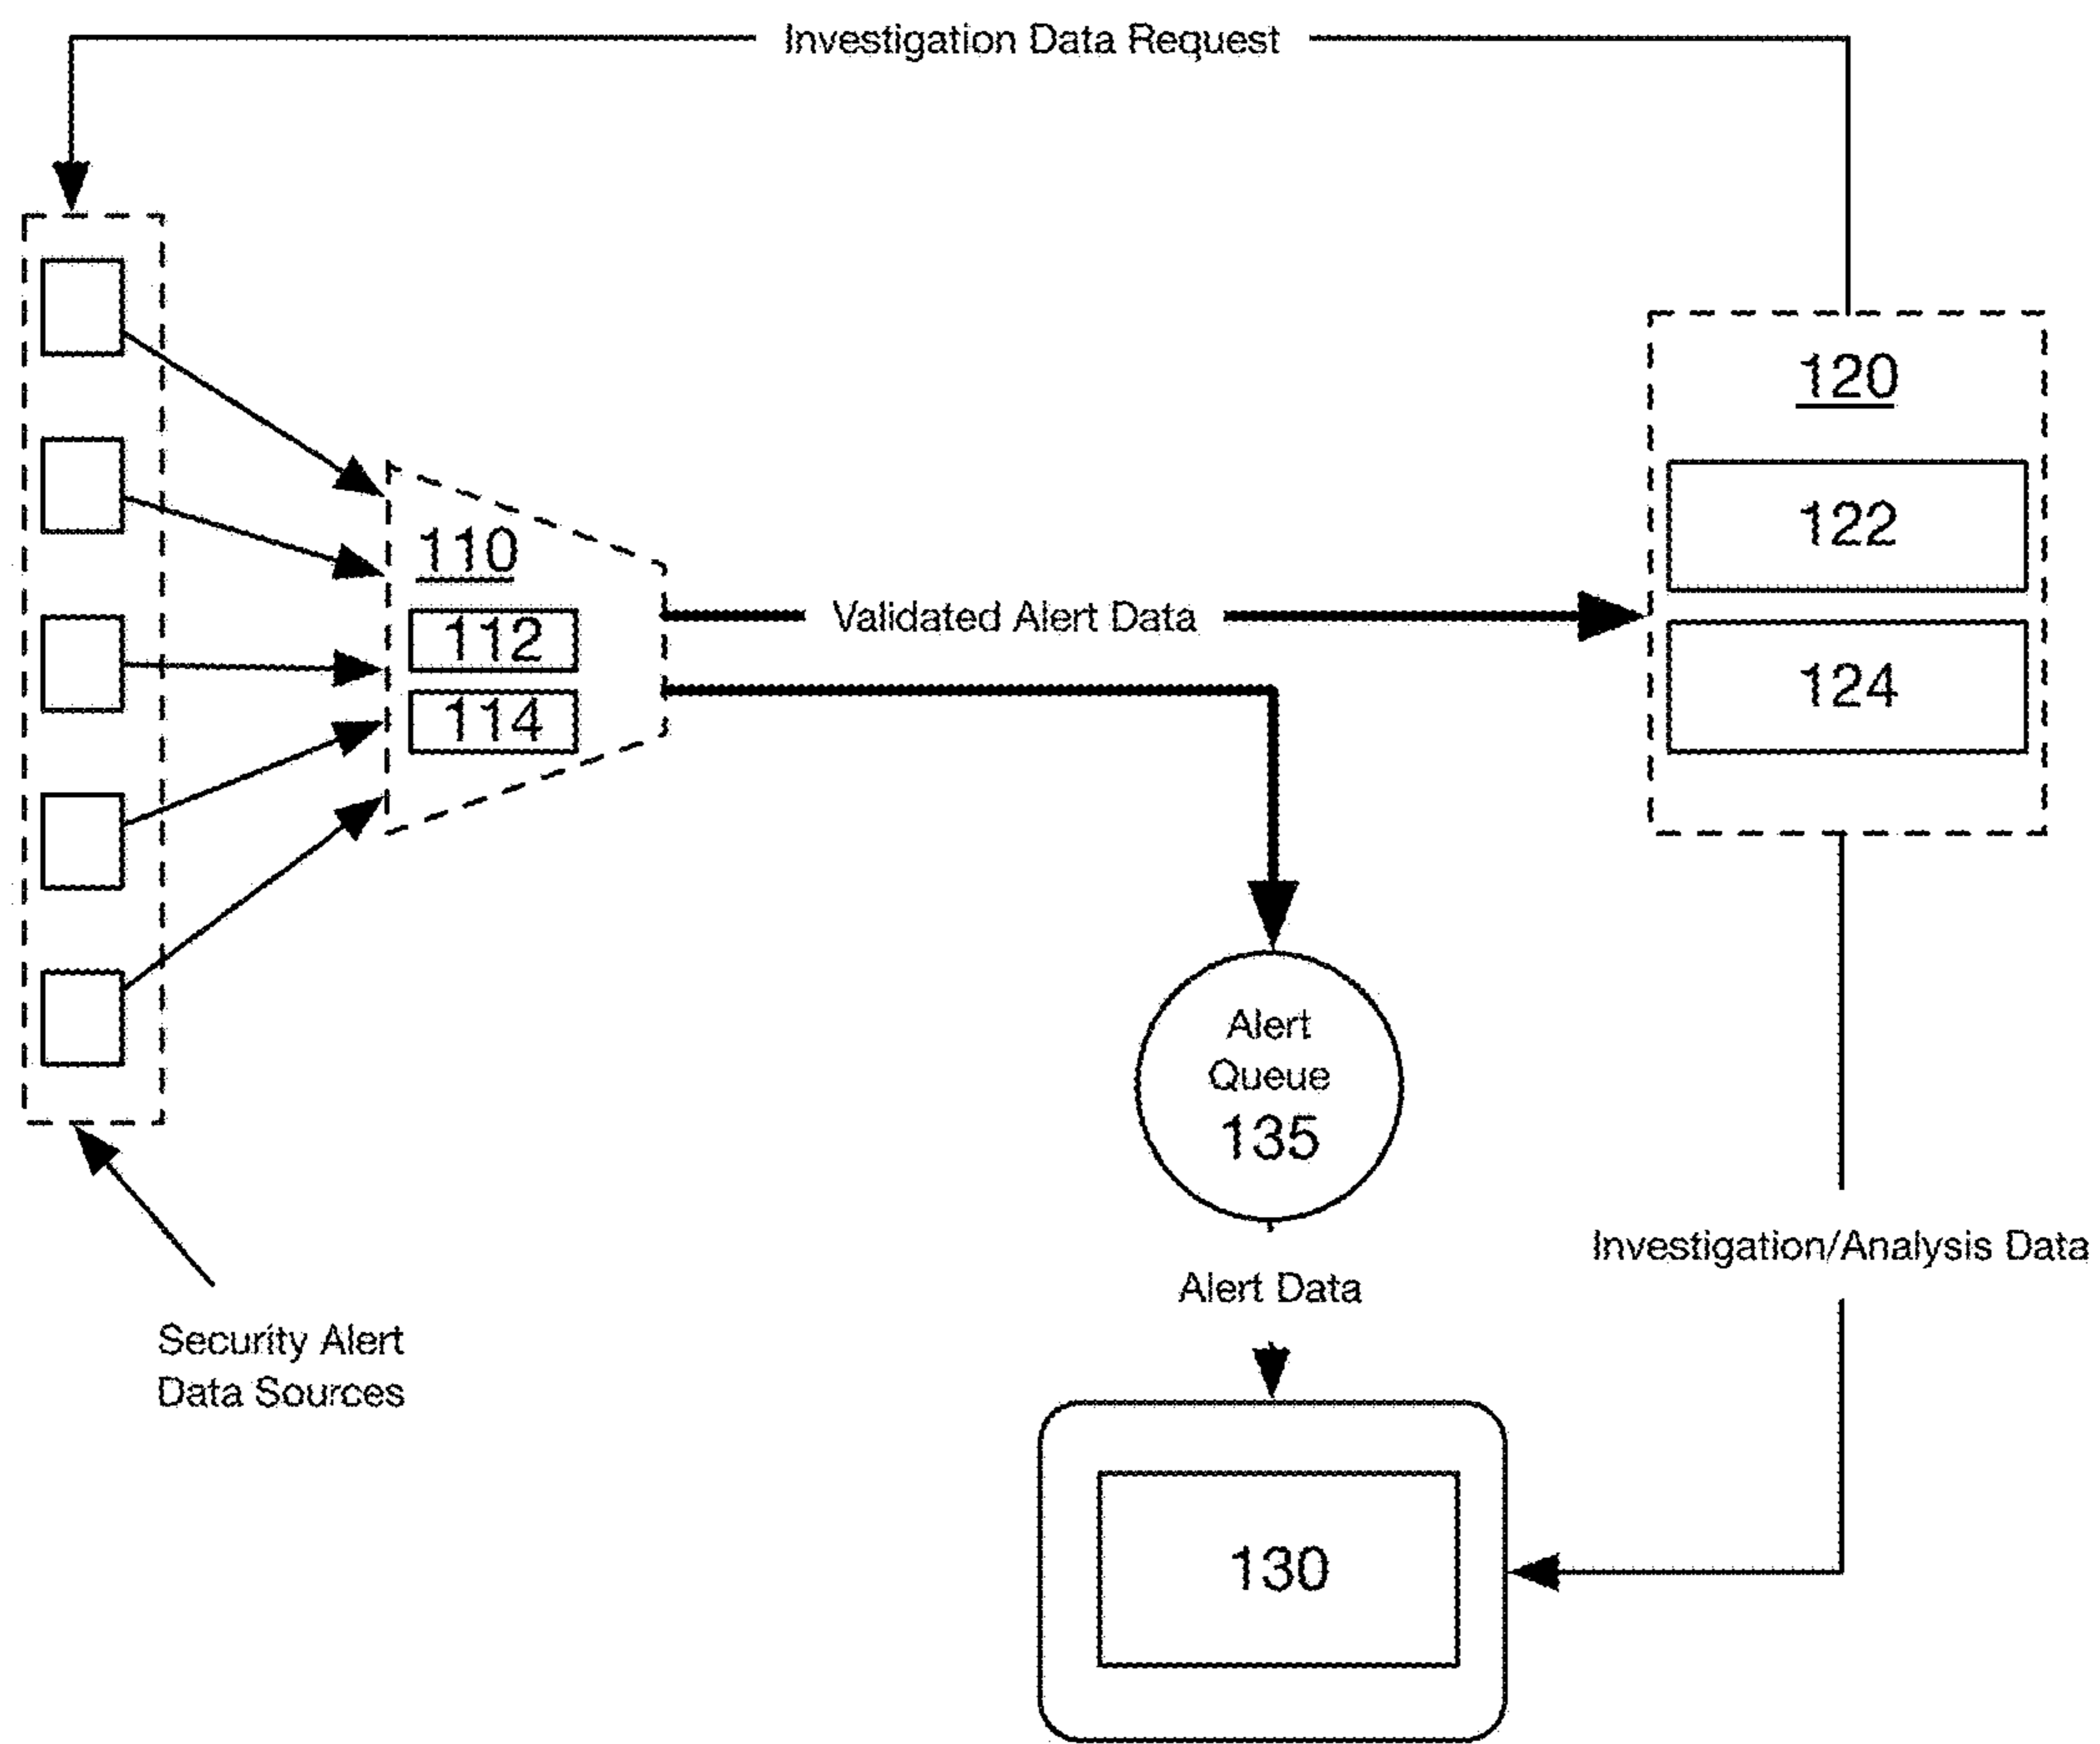 Investigation Data Request
120
122
110
112
Validated Alert Data
124
114
Alert
Queue
135
Investigation/Analysis Data
Alert Data
Security Alert
Data Sources
130